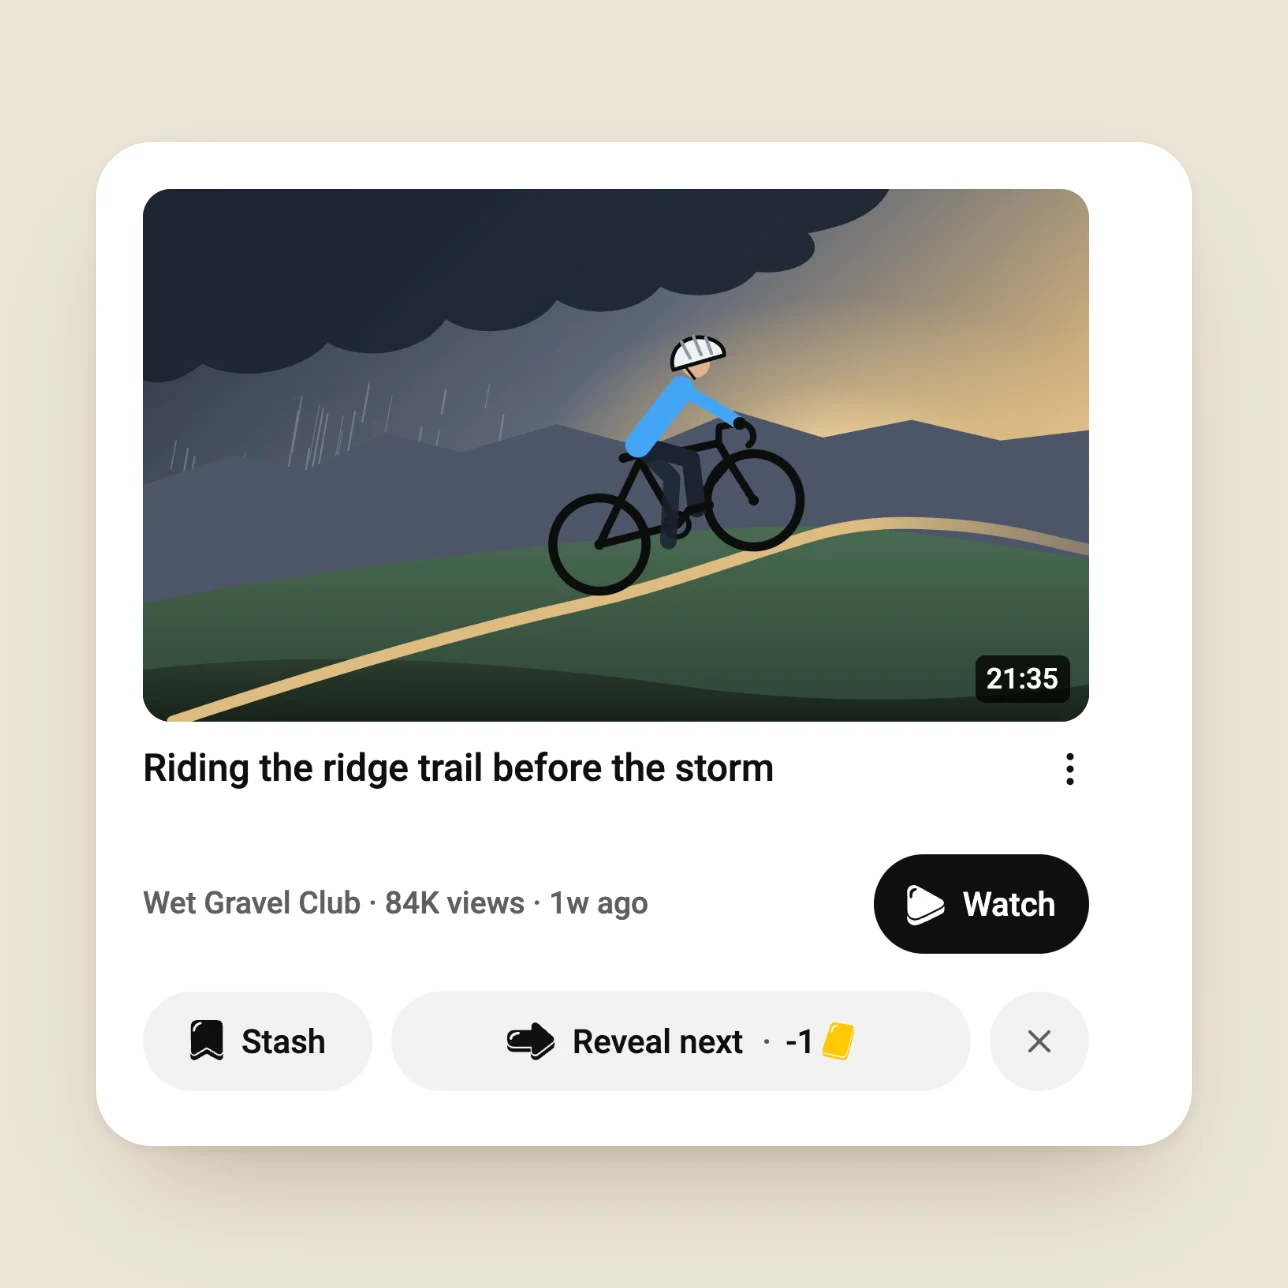 21:35
Riding the ridge trail before the storm
Wet Gravel Club · 84K views · 1w ago
Watch
Stash
Reveal next · -1